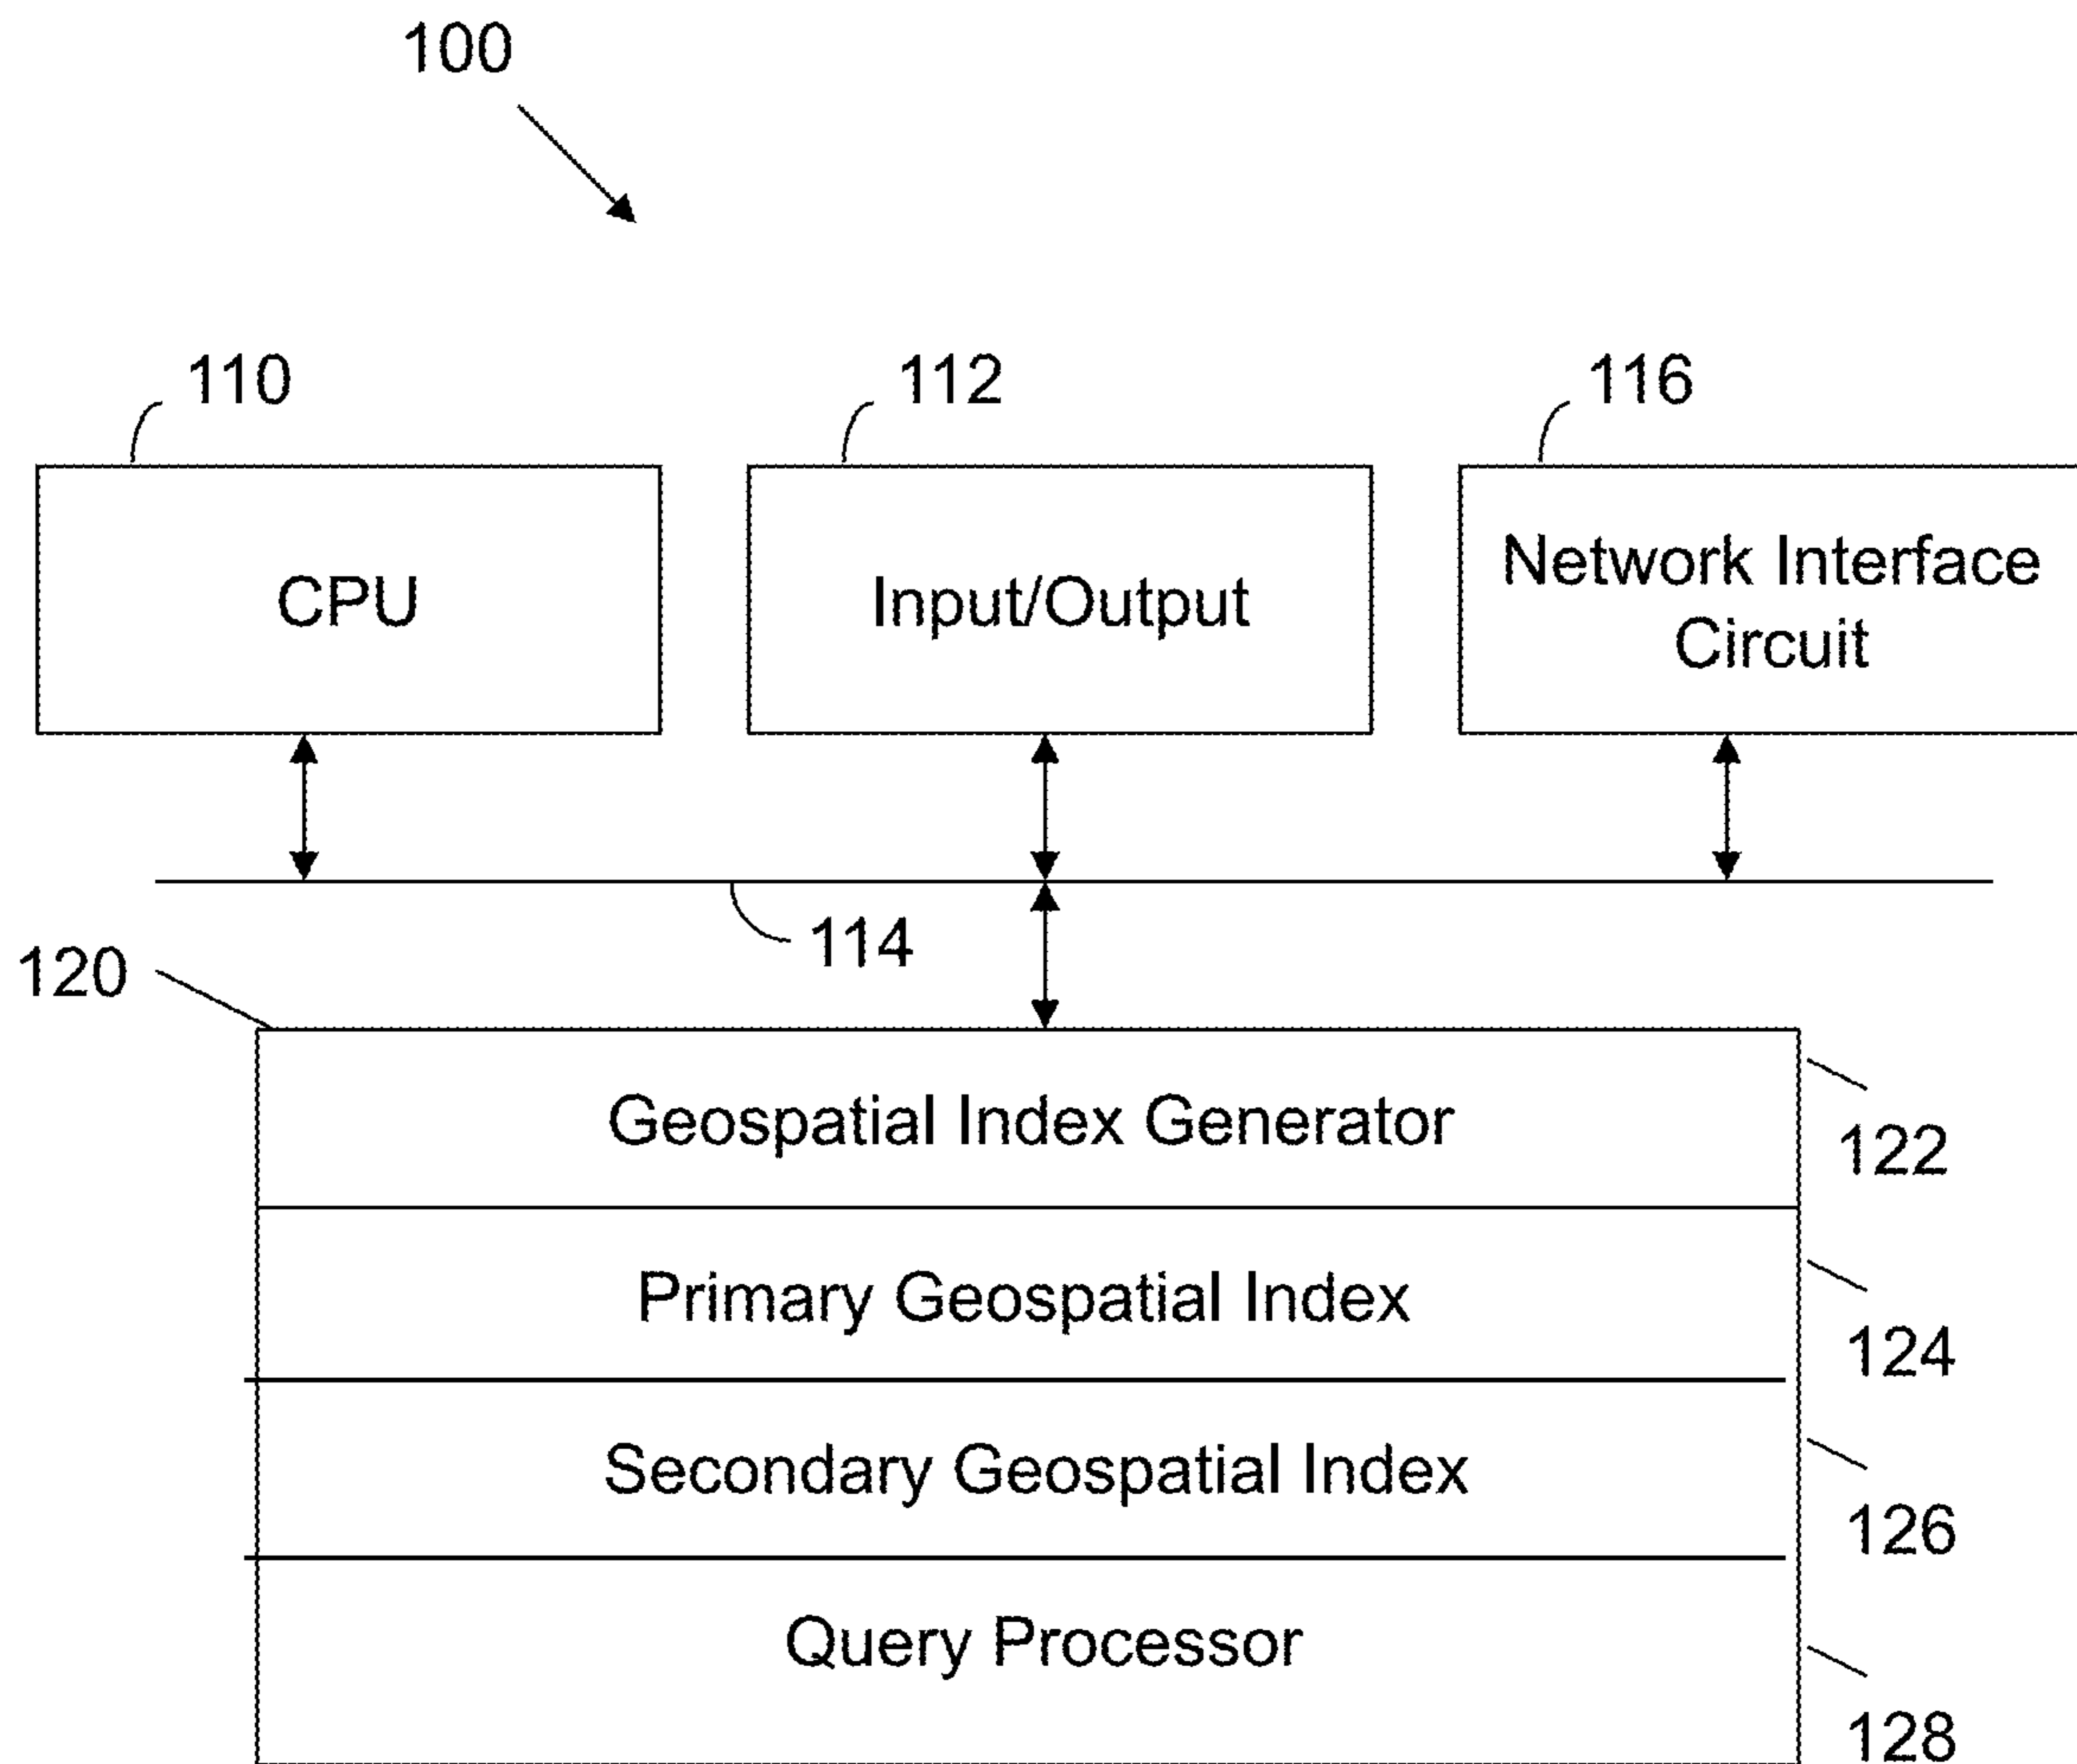 100
110
112
116
CPU
Input/Output
Network Interface
Circuit
114
120
Geospatial Index Generator
122
Primary Geospatial Index
124
Secondary Geospatial Index
126
Query Processor
128